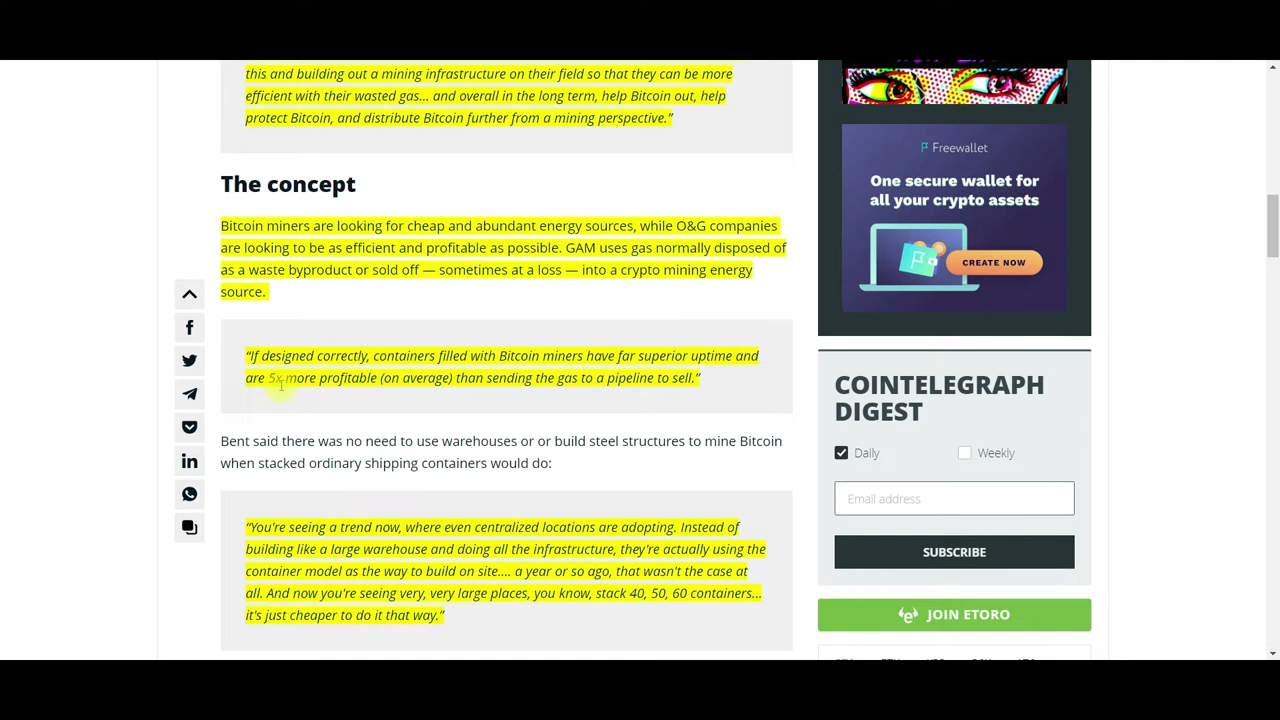 this and building out a mining infrastructure on their field so that they can be more
efficient with their wasted gas... and overall in the long term, help Bitcoin out, help
protect Bitcoin, and distribute Bitcoin further from a mining perspective.”
The concept
Bitcoin miners are looking for cheap and abundant energy sources, while O&G companies
are looking to be as efficient and profitable as possible. GAM uses gas normally disposed of
as a waste byproduct or sold off — sometimes at a loss — into a crypto mining energy
source.
“If designed correctly, containers filled with Bitcoin miners have far superior uptime and
are 5x more profitable (on average) than sending the gas to a pipeline to sell.”
Bent said there was no need to use warehouses or or build steel structures to mine Bitcoin
when stacked ordinary shipping containers would do:
“You're seeing a trend now, where even centralized locations are adopting. Instead of
building like a large warehouse and doing all the infrastructure, they're actually using the
container model as the way to build on site.... a year or so ago, that wasn't the case at
all. And now you're seeing very, very large places, you know, stack 40, 50, 60 containers...
it's just cheaper to do it that way.”
Freewallet
One secure wallet for
all your crypto assets
CREATE NOW
COINTELEGRAPH
DIGEST
Daily
Weekly
Email address
SUBSCRIBE
JOIN ETORO